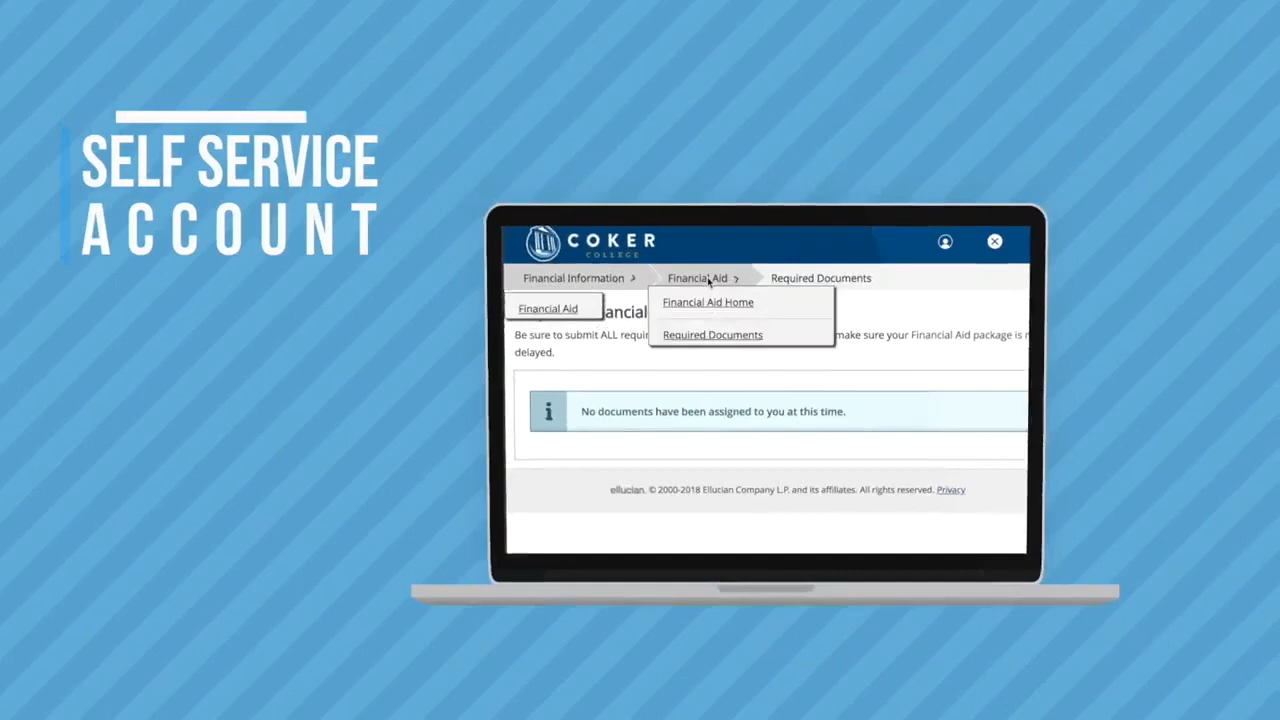 SELF SERVICE
ACCOUNT
COKER
COLLEGE
Financial Information
Financial Aid
Required Documents
Financial Aid
Financial Aid Home
Required Documents
ancial
Be sure to submit ALL requir
make sure your Financial Aid package is n
delayed.
i
No documents have been assigned to you at this time.
ellucian. © 2000-2018 Ellucian Company L.P. and its affiliates. All rights reserved. Privacy